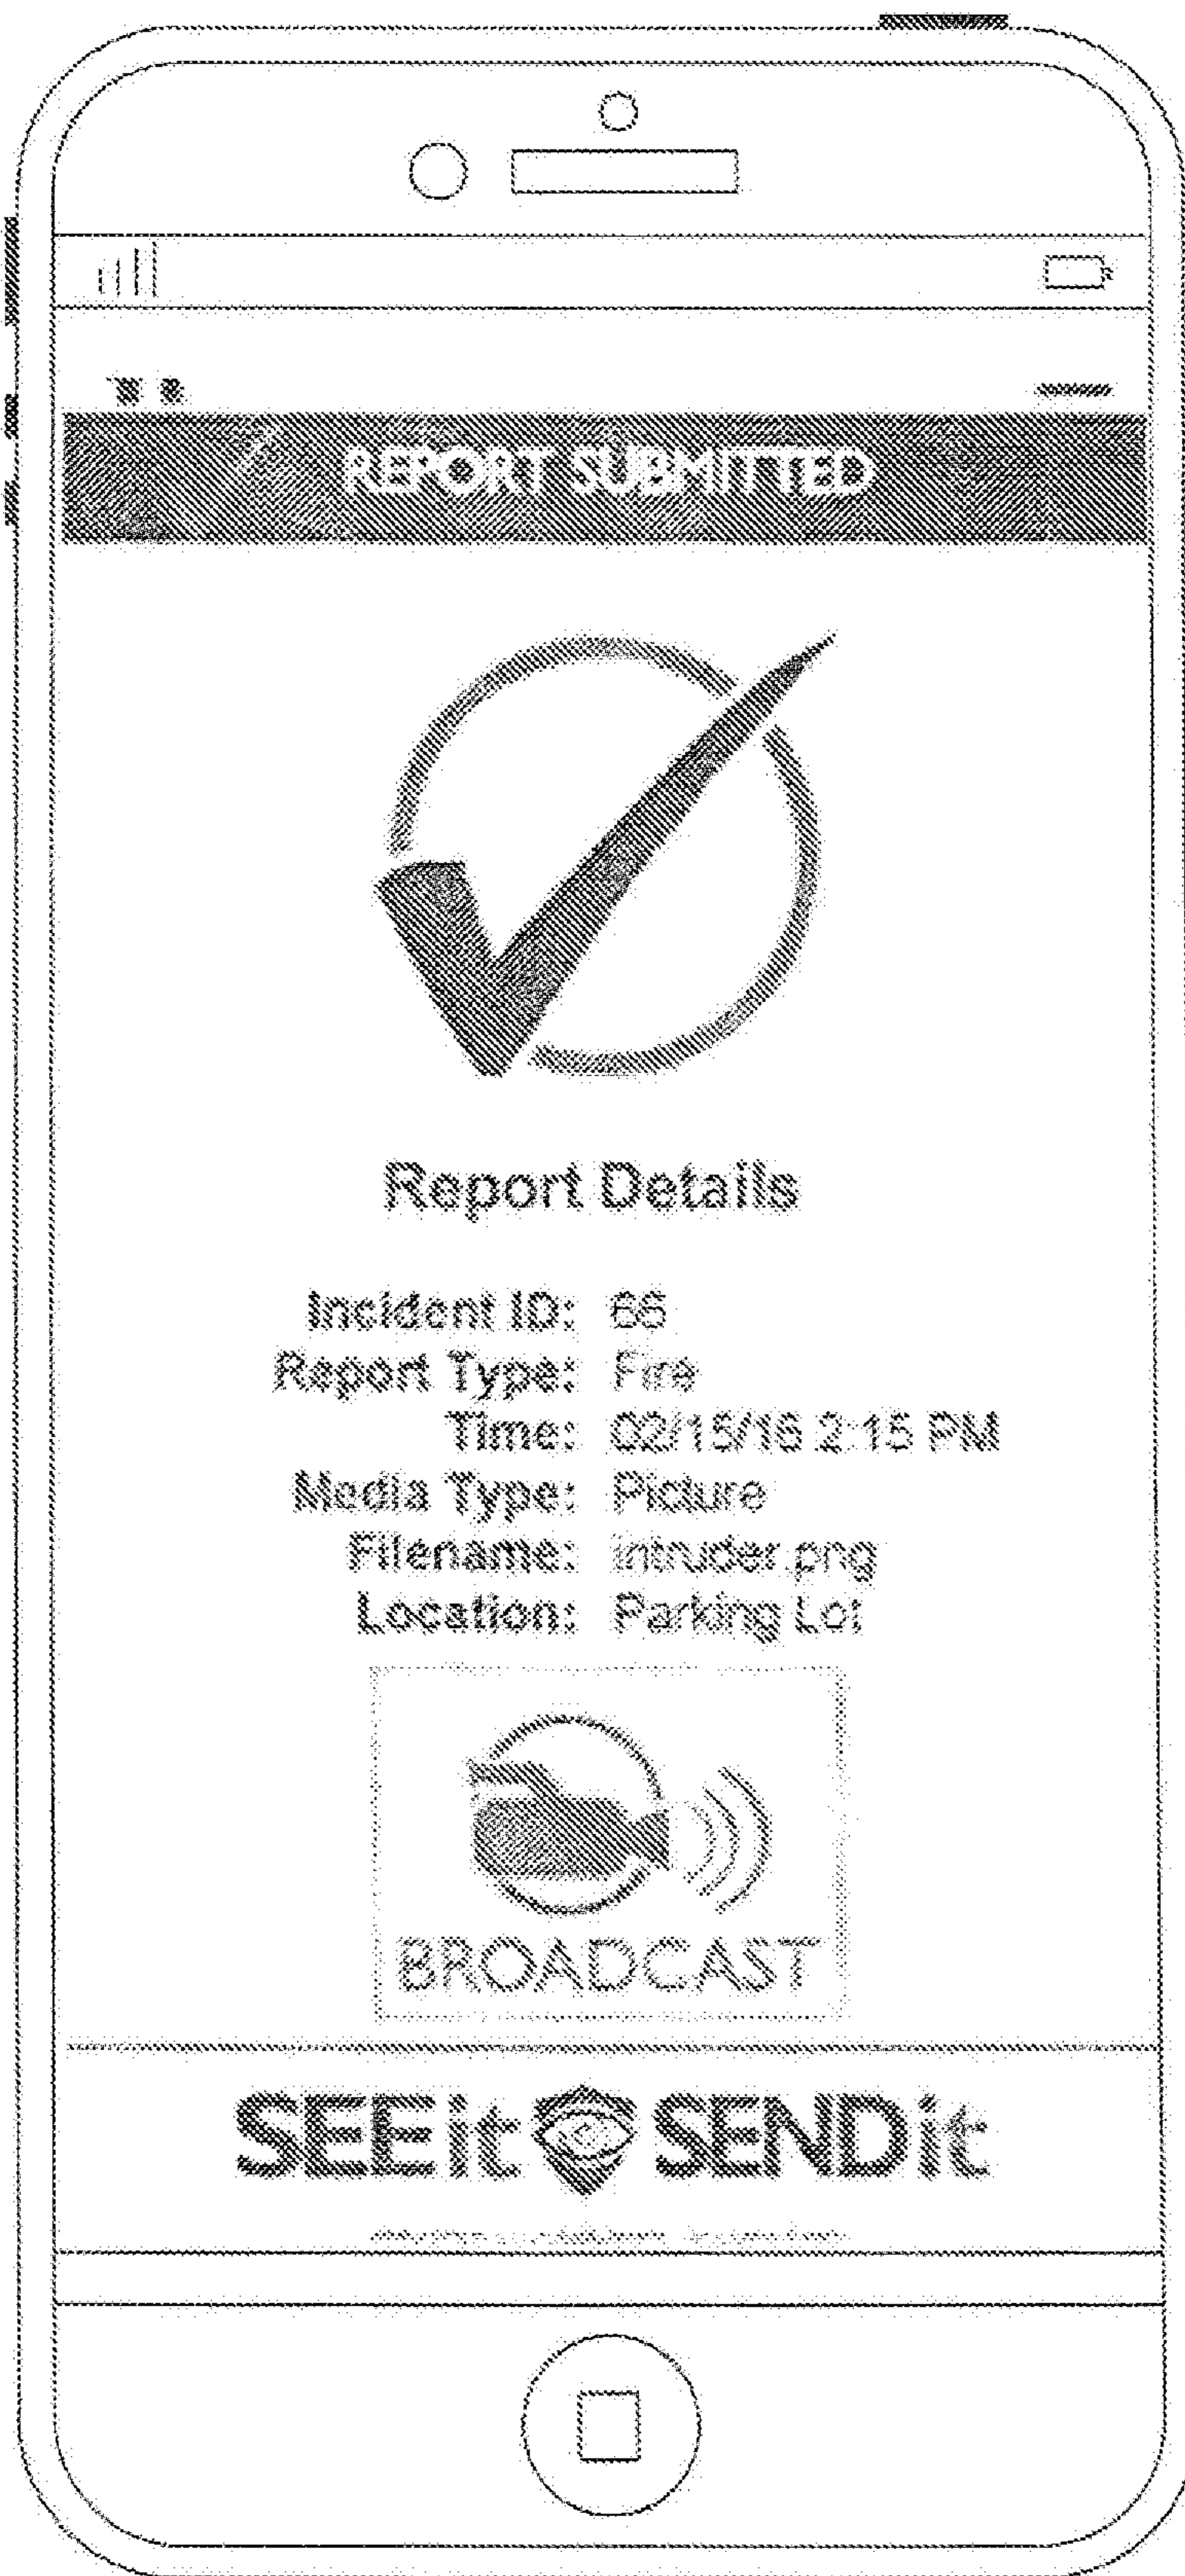 REPORT SUBMITTED
Report Details
Incident ID: 66
Report Type: Fire
Time: 02/15/16 2:15 PM
Media Type: Picture
Filename: intruder.png
Location: Parking Lot
BROADCAST
SEEit SENDit